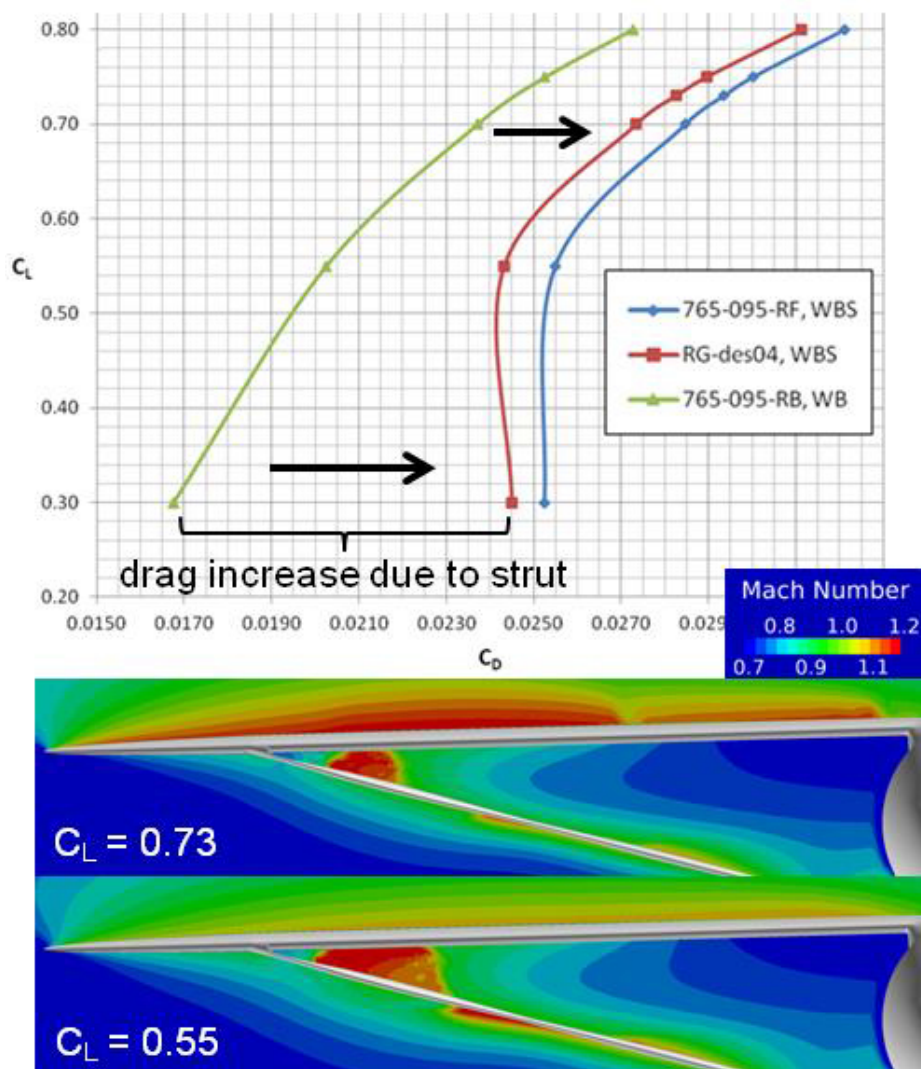 0.80
0.70
0.60
C_L
0.50
0.40
0.30
0.20
765-095-RF, WBS
RG-des04, WBS
765-095-RB, WB
drag increase due to strut
0.0150 0.0170 0.0190 0.0210 0.0230 0.0250 0.0270 0.029
C_D
Mach Number
0.8 1.0 1.2
0.7 0.9 1.1
C_L = 0.73
C_L = 0.55